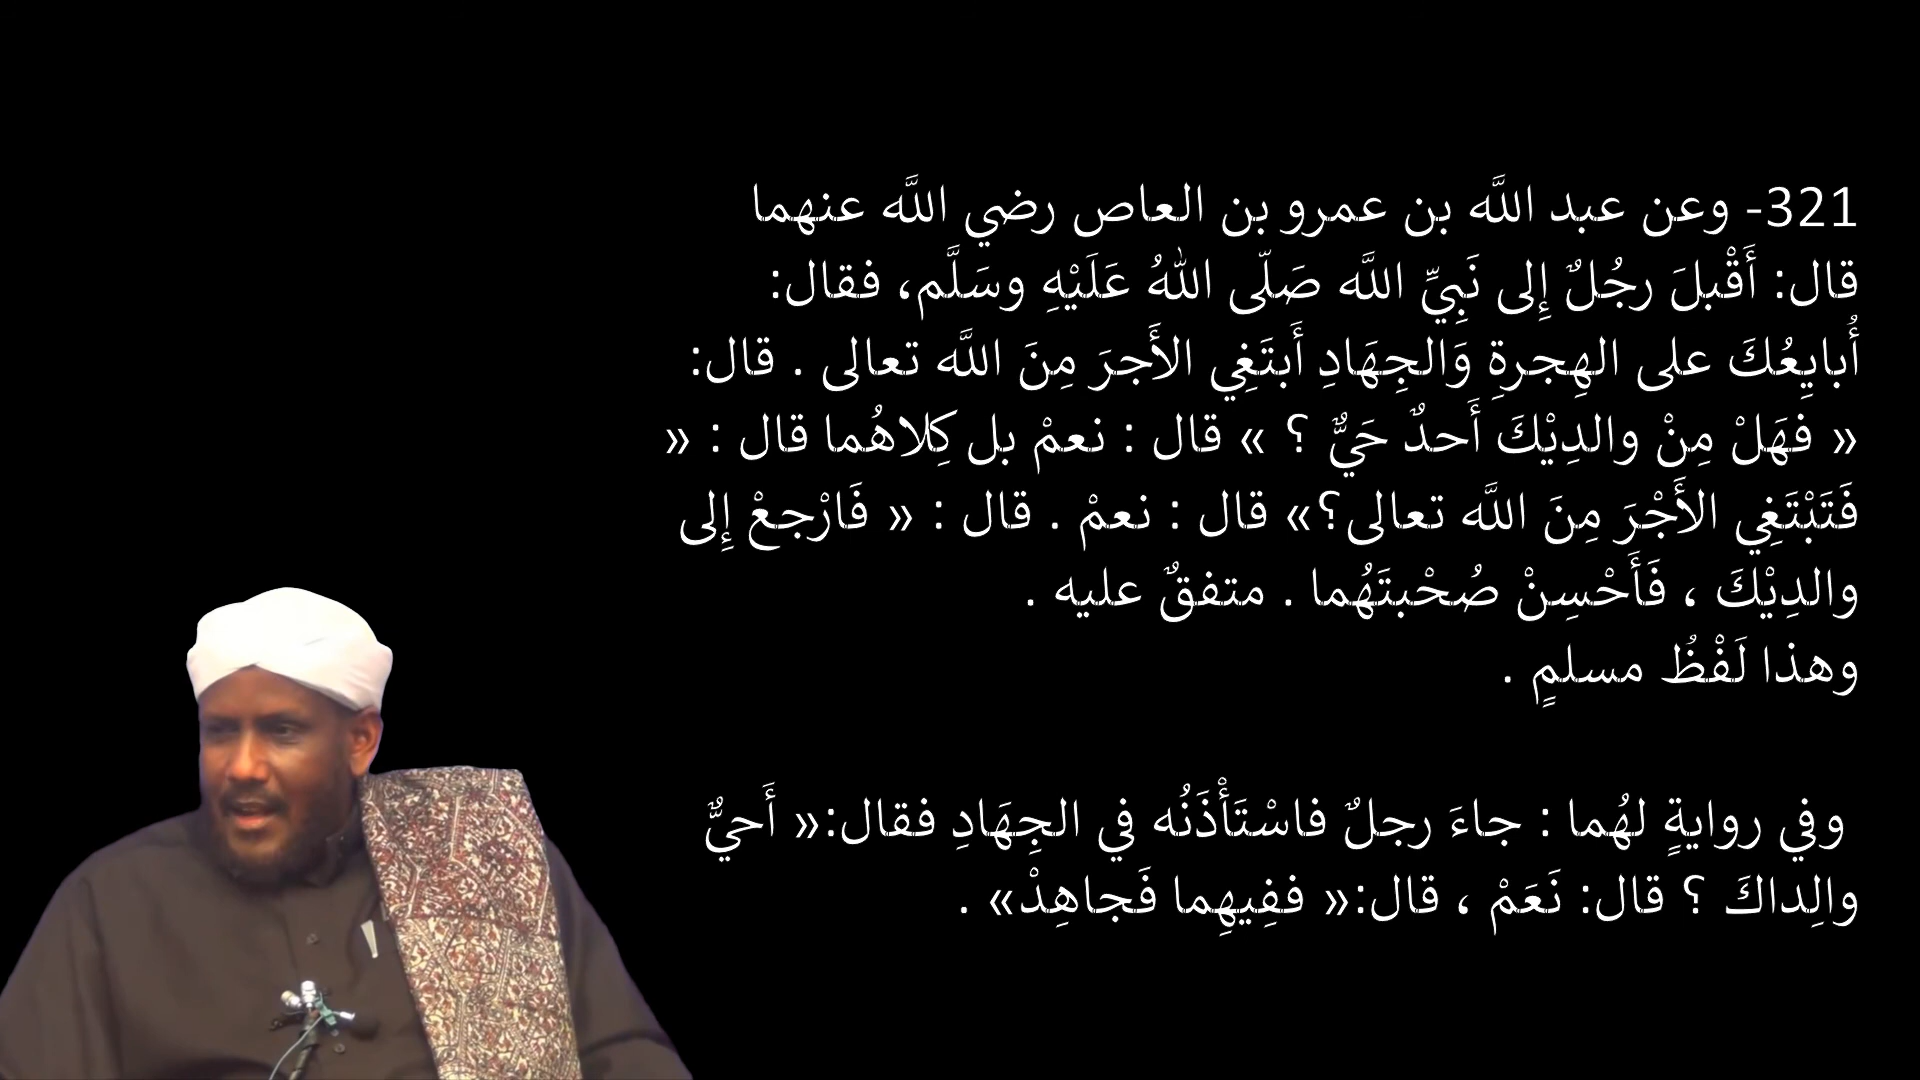 321- وعن عبد اللَّه بن عمرو بن العاص رضي اللَّه عنهما
قال: أَقْبلَ رجُلٌ إِلى نَبِيِّ اللَّه صَلّى اللهُ عَلَيْهِ وسَلَّم، فقال:
أُبايِعُكَ على الهِجرةِ وَالجِهَادِ أَبتَغِي الأَجرَ مِنَ اللَّه تعالى . قال:
« فهَلْ مِنْ والدِيْكَ أَحدٌ حَيٌّ ؟ » قال : نعمْ بل كِلاهُما قال : «
فَتَبْتَغِي الأَجْرَ مِنَ اللَّه تعالى؟» قال : نعمْ . قال : « فَارْجعْ إِلى
والدِيْكَ ، فَأَحْسِنْ صُحْبتَهُما . متفقٌ عليه .
وهذا لَفْظُ مسلمٍ .
وفي روايةٍ لهُما : جاءَ رجلٌ فاسْتَأْذَنُه في الجِهَادِ فقال:« أَحيٌّ
والِداكَ ؟ قال: نَعَمْ ، قال:« ففِيهِما فَجاهِدْ» .